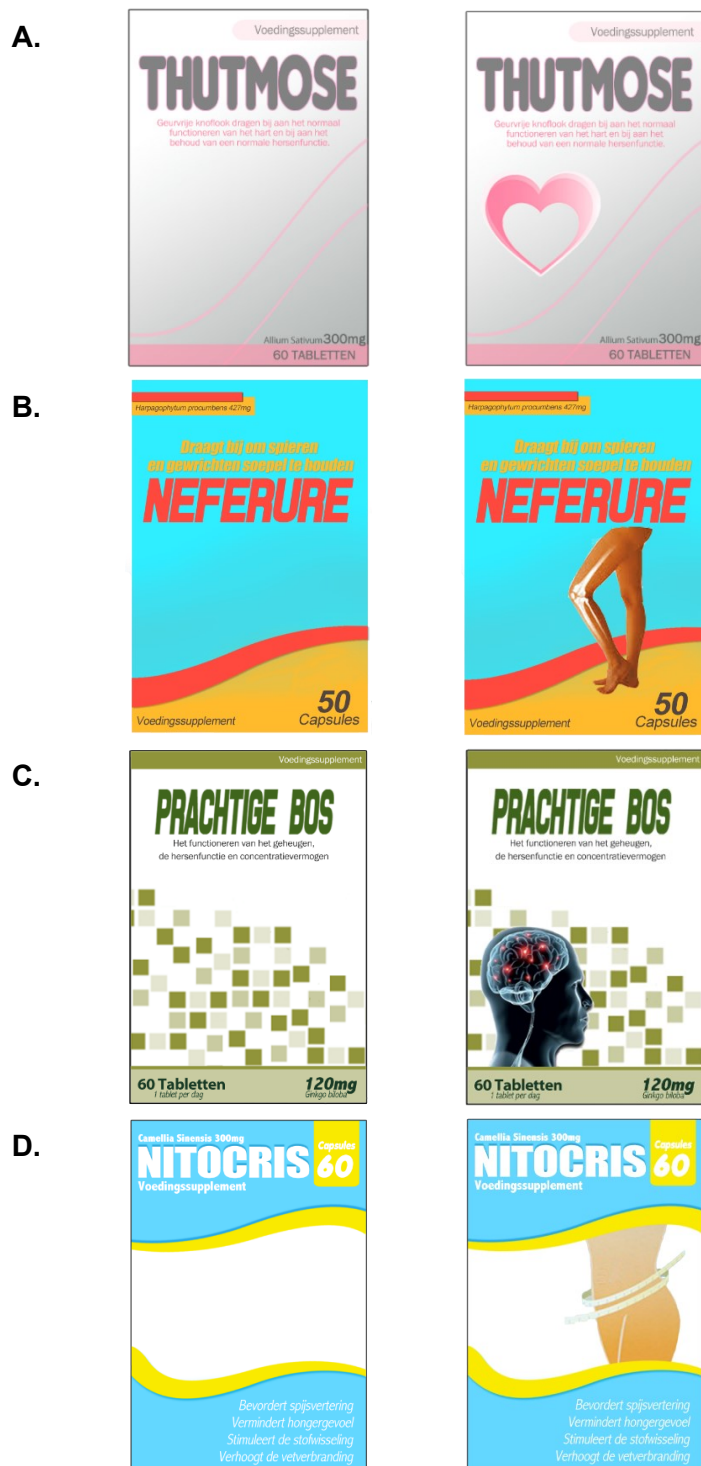 A.
Voedingssupplement
THUTMOSE
Geurvrije knoflook dragen bij aan het normaal
functioneren van het hart en bij aan het
behoud van een normale hersenfunctie.
Allium Sativum 300mg
60 TABLETTEN
Voedingssupplement
THUTMOSE
Geurvrije knoflook dragen bij aan het normaal
functioneren van het hart en bij aan het
behoud van een normale hersenfunctie.
Allium Sativum 300mg
60 TABLETTEN
B.
Harpagophytum procumbens 427mg
Draagt bij om spieren
en gewrichten soepel te houden
NEFERURE
50
Capsules
Voedingssupplement
Harpagophytum procumbens 427mg
Draagt bij om spieren
en gewrichten soepel te houden
NEFERURE
50
Capsules
Voedingssupplement
C.
Voedingssupplement
PRACHTIGE BOS
Het functioneren van het geheugen,
de hersenfunctie en concentratievermogen
60 Tabletten 120mg
1 tablet per dag Ginkgo biloba
Voedingssupplement
PRACHTIGE BOS
Het functioneren van het geheugen,
de hersenfunctie en concentratievermogen
60 Tabletten 120mg
1 tablet per dag Ginkgo biloba
D.
Camellia Sinensis 300mg
Capsules
NITOCRIS 60
Voedingssupplement
Bevordert spijsvertering
Vermindert hongergevoel
Stimuleert de stofwisseling
Verhoogt de vetverbranding
Camellia Sinensis 300mg
Capsules
NITOCRIS 60
Voedingssupplement
Bevordert spijsvertering
Vermindert hongergevoel
Stimuleert de stofwisseling
Verhoogt de vetverbranding